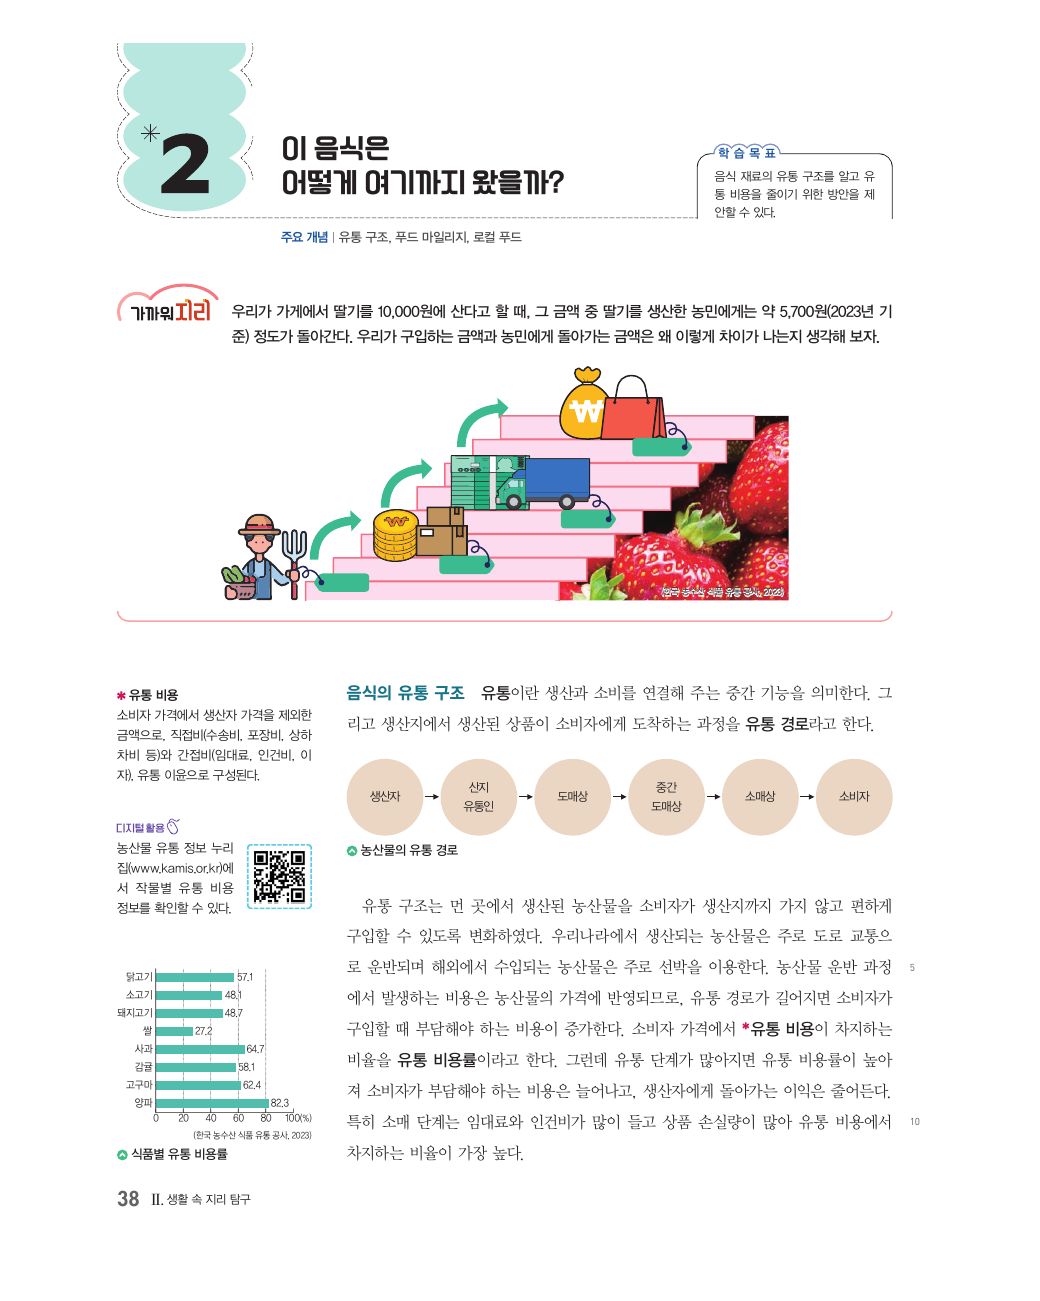 2
이 음식은
어떻게 여기까지 왔을까?
학습 목표
음식 재료의 유통 구조를 알고 유
통 비용을 줄이기 위한 방안을 제
안할 수 있다.
주요 개념 | 유통 구조, 푸드 마일리지, 로컬 푸드
가까워지리
우리가 가게에서 딸기를 10,000원에 산다고 할 때, 그 금액 중 딸기를 생산한 농민에게는 약 5,700원(2023년 기
준) 정도가 돌아간다. 우리가 구입하는 금액과 농민에게 돌아가는 금액은 왜 이렇게 차이가 나는지 생각해 보자.
(한국 농수산 식품 유통 공사, 2023)
* 유통 비용
소비자 가격에서 생산자 가격을 제외한
금액으로, 직접비(수송비, 포장비, 상하
차비 등)와 간접비(임대료, 인건비, 이
자), 유통 이윤으로 구성된다.
디지털 활용
농산물 유통 정보 누리
집(www.kamis.or.kr)에
서 작물별 유통 비용
정보를 확인할 수 있다.
닭고기 57.1
소고기 48.1
돼지고기 48.7
쌀 27.2
사과 64.7
감귤 58.1
고구마 62.4
양파 82.3
0 20 40 60 80 100(%)
(한국 농수산 식품 유통 공사, 2023)
식품별 유통 비용률
음식의 유통 구조 유통이란 생산과 소비를 연결해 주는 중간 기능을 의미한다. 그
리고 생산지에서 생산된 상품이 소비자에게 도착하는 과정을 유통 경로라고 한다.
생산자
산지
유통인
도매상
중간
도매상
소매상
소비자
농산물의 유통 경로
유통 구조는 먼 곳에서 생산된 농산물을 소비자가 생산지까지 가지 않고 편하게
구입할 수 있도록 변화하였다. 우리나라에서 생산되는 농산물은 주로 도로 교통으
로 운반되며 해외에서 수입되는 농산물은 주로 선박을 이용한다. 농산물 운반 과정
5
에서 발생하는 비용은 농산물의 가격에 반영되므로, 유통 경로가 길어지면 소비자가
구입할 때 부담해야 하는 비용이 증가한다. 소비자 가격에서 *유통 비용이 차지하는
비율을 유통 비용률이라고 한다. 그런데 유통 단계가 많아지면 유통 비용률이 높아
져 소비자가 부담해야 하는 비용은 늘어나고, 생산자에게 돌아가는 이익은 줄어든다.
특히 소매 단계는 임대료와 인건비가 많이 들고 상품 손실량이 많아 유통 비용에서
10
차지하는 비율이 가장 높다.
38 Ⅱ. 생활 속 지리 탐구